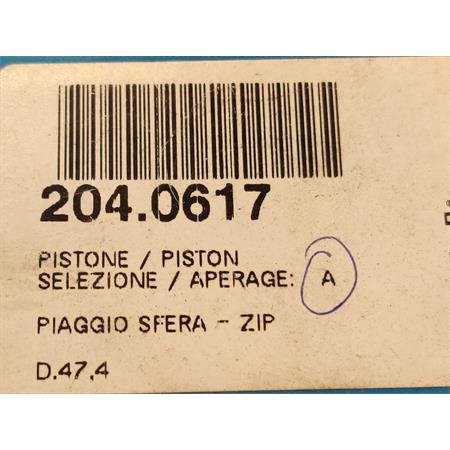 204.0617
PISTONE / PISTON
SELEZIONE / APERAGE: A
PIAGGIO SFERA - ZIP
D.47,4